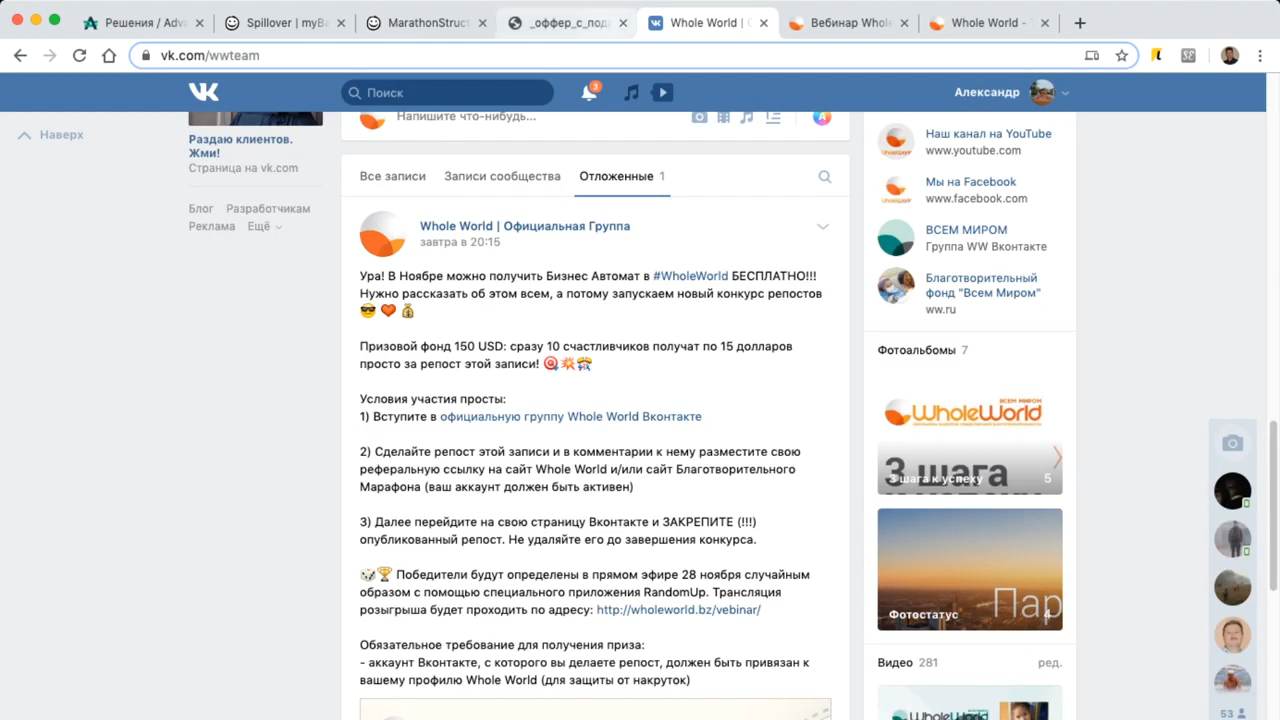 Решения / Adva
Spillover | myBa
MarathonStruct
_оффер_с_под
Whole World | О
Вебинар Whole
Whole World -
vk.com/wwteam
Поиск
3
Александр
Наверх
Раздаю клиентов.
Жми!
Страница на vk.com
Блог Разработчикам
Реклама Ещё
Напишите что-нибудь...
Все записи Записи сообщества Отложенные 1
Whole World | Официальная Группа
завтра в 20:15
Ура! В Ноябре можно получить Бизнес Автомат в #WholeWorld БЕСПЛАТНО!!!
Нужно рассказать об этом всем, а потому запускаем новый конкурс репостов
😎 ❤️ 💰
Призовой фонд 150 USD: сразу 10 счастливчиков получат по 15 долларов
просто за репост этой записи! 🎯💥🎊
Условия участия просты:
1) Вступите в официальную группу Whole World Вконтакте
2) Сделайте репост этой записи и в комментарии к нему разместите свою
реферальную ссылку на сайт Whole World и/или сайт Благотворительного
Марафона (ваш аккаунт должен быть активен)
3) Далее перейдите на свою страницу Вконтакте и ЗАКРЕПИТЕ (!!!)
опубликованный репост. Не удаляйте его до завершения конкурса.
🎲🏆 Победители будут определены в прямом эфире 28 ноября случайным
образом с помощью специального приложения RandomUp. Трансляция
розыгрыша будет проходить по адресу: http://wholeworld.bz/vebinar/
Обязательное требование для получения приза:
- аккаунт Вконтакте, с которого вы делаете репост, должен быть привязан к
вашему профилю Whole World (для защиты от накруток)
Наш канал на YouTube
www.youtube.com
Мы на Facebook
www.facebook.com
ВСЕМ МИРОМ
Группа WW Вконтакте
Благотворительный
фонд "Всем Миром"
ww.ru
Фотоальбомы 7
ВСЕМ МИРОМ
WholeWorld
3 шага
3 шага к успеху 5
Пар
Фотостатус 4
Видео 281 ред.
WholeWorld
53